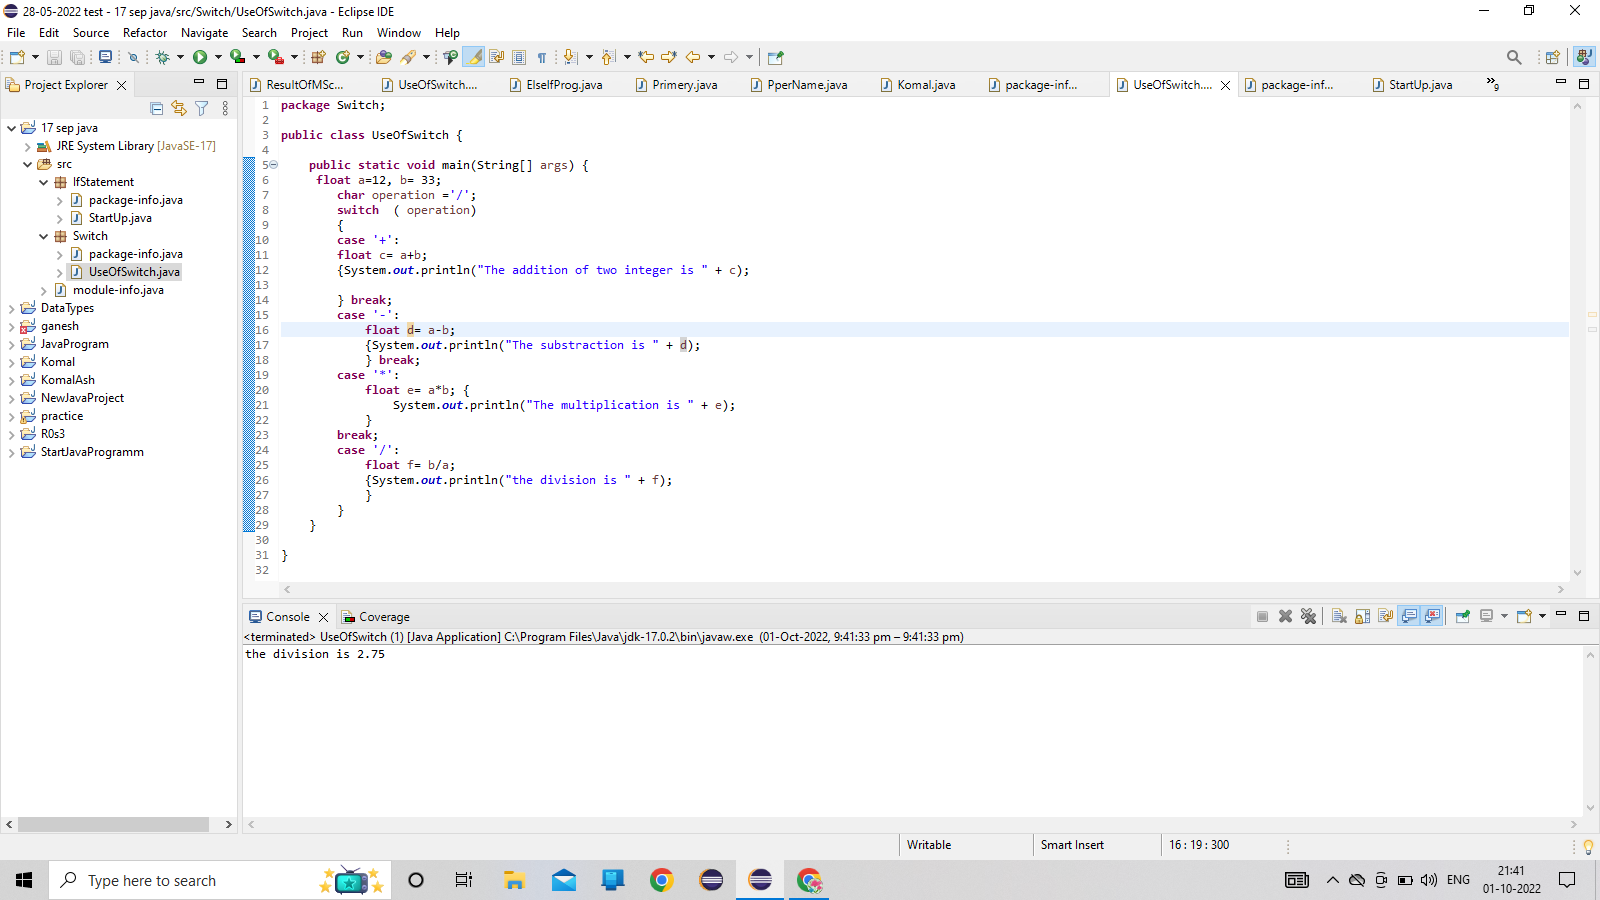 28-05-2022 test - 17 sep java/src/Switch/UseOfSwitch.java - Eclipse IDE
File Edit Source Refactor Navigate Search Project Run Window Help
Project Explorer
ResultOfMSc... UseOfSwitch.... ElseIfProg.java Primery.java PperName.java Komal.java package-inf... UseOfSwitch.... package-inf... StartUp.java »9
17 sep java
JRE System Library [JavaSE-17]
src
IfStatement
package-info.java
StartUp.java
Switch
package-info.java
UseOfSwitch.java
module-info.java
DataTypes
ganesh
JavaProgram
Komal
KomalAsh
NewJavaProject
practice
R0s3
StartJavaProgramm
1 package Switch;
2
3 public class UseOfSwitch {
4
5 public static void main(String[] args) {
6 float a=12, b= 33;
7 char operation ='/';
8 switch ( operation)
9 {
10 case '+':
11 float c= a+b;
12 {System.out.println("The addition of two integer is " + c);
13
14 } break;
15 case '-':
16 float d= a-b;
17 {System.out.println("The substraction is " + d);
18 } break;
19 case '*':
20 float e= a*b; {
21 System.out.println("The multiplication is " + e);
22 }
23 break;
24 case '/':
25 float f= b/a;
26 {System.out.println("the division is " + f);
27 }
28 }
29 }
30
31 }
32
Console Coverage
<terminated> UseOfSwitch (1) [Java Application] C:\Program Files\Java\jdk-17.0.2\bin\javaw.exe (01-Oct-2022, 9:41:33 pm – 9:41:33 pm)
the division is 2.75
Writable Smart Insert 16 : 19 : 300
Type here to search
ENG
21:41
01-10-2022